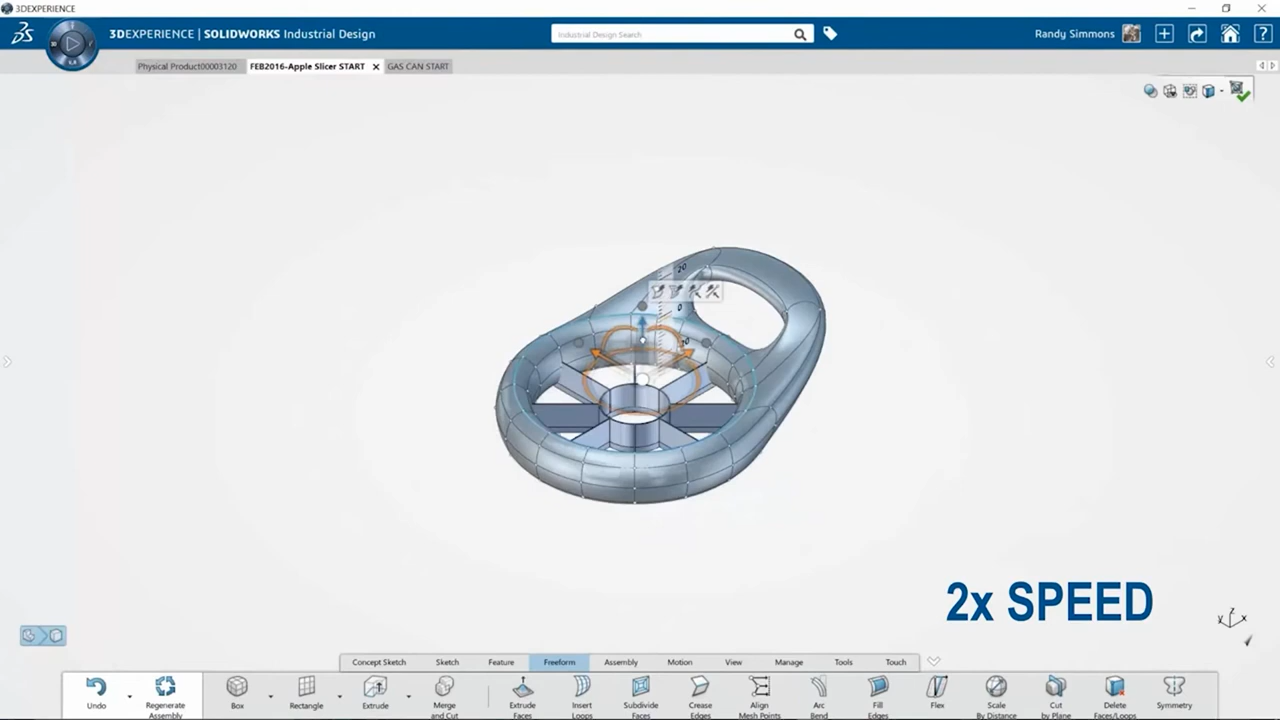 3DEXPERIENCE
3DEXPERIENCE | SOLIDWORKS Industrial Design
Industrial Design Search
Randy Simmons
Physical Product00003120
FEB2016-Apple Slicer START
GAS CAN START
20
0
2x SPEED
Z
Y
X
Concept Sketch
Sketch
Feature
Freeform
Assembly
Motion
View
Manage
Tools
Touch
Undo
Regenerate
Assembly
Box
Rectangle
Extrude
Merge
and Cut
Extrude
Faces
Insert
Loops
Subdivide
Faces
Crease
Edges
Align
Mesh Points
Arc
Bend
Fill
Edges
Flex
Scale
By Distance
Cut
by Plane
Delete
Faces/Loops
Symmetry